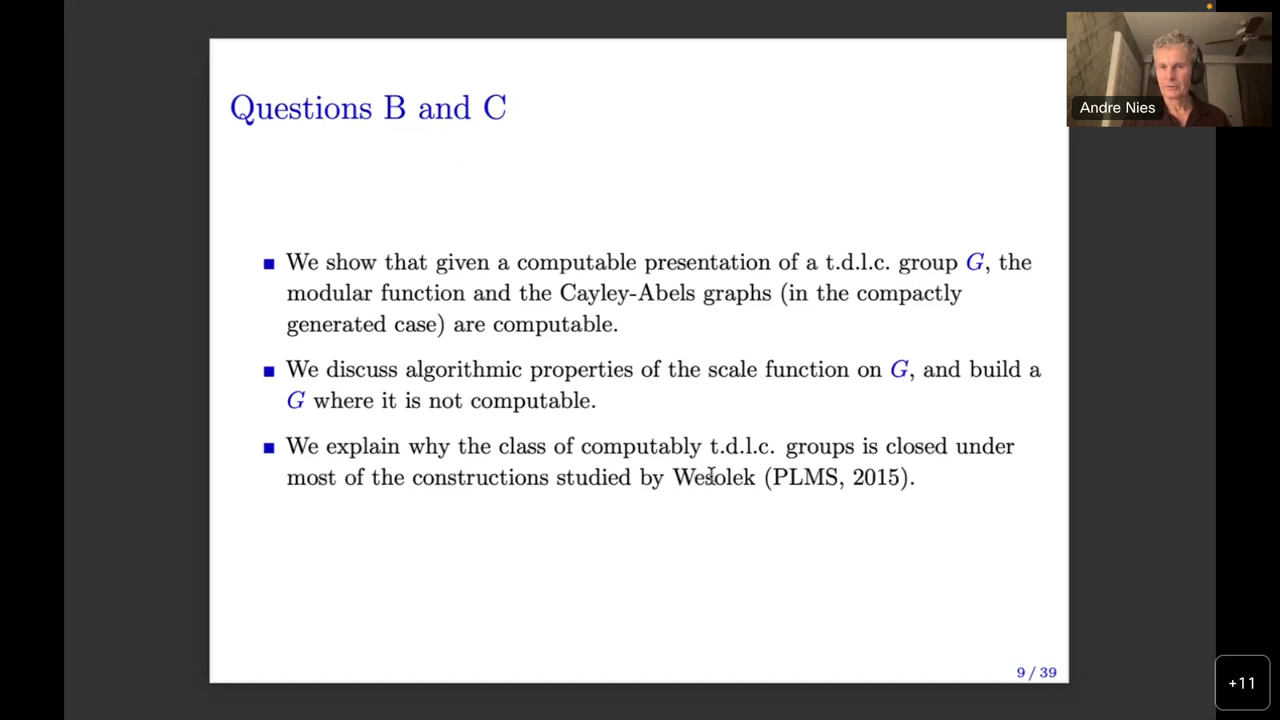 Questions B and C
Andre Nies
We show that given a computable presentation of a t.d.l.c. group G, the
modular function and the Cayley-Abels graphs (in the compactly
generated case) are computable.
We discuss algorithmic properties of the scale function on G, and build a
G where it is not computable.
We explain why the class of computably t.d.l.c. groups is closed under
most of the constructions studied by Wesolek (PLMS, 2015).
9 / 39
+11